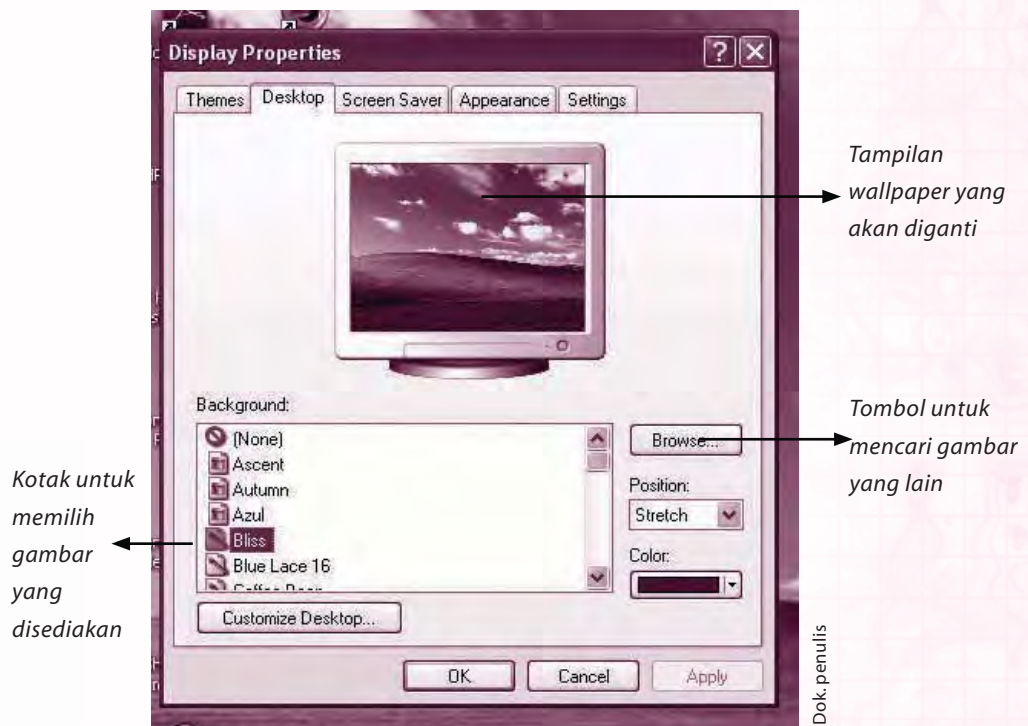 Display Properties
Themes Desktop Screen Saver Appearance Settings
Tampilan
wallpaper yang
akan diganti
Background:
(None)
Ascent
Autumn
Azul
Bliss
Blue Lace 16
Browse...
Position:
Stretch
Color:
Customize Desktop...
OK Cancel Apply
Tombol untuk
mencari gambar
yang lain
Kotak untuk
memilih
gambar
yang
disediakan
Dok. penulis